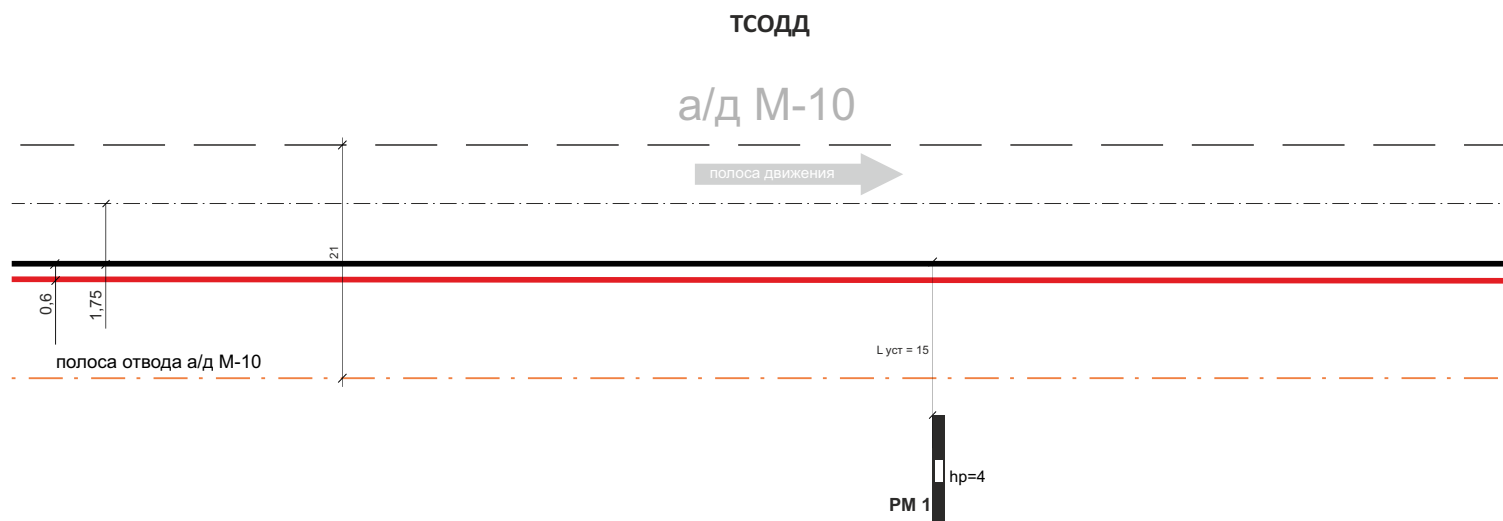 ТСОДД
а/д М-10
полоса движения
21
0,6
1,75
L уст = 15
полоса отвода а/д М-10
hp=4
РМ 1